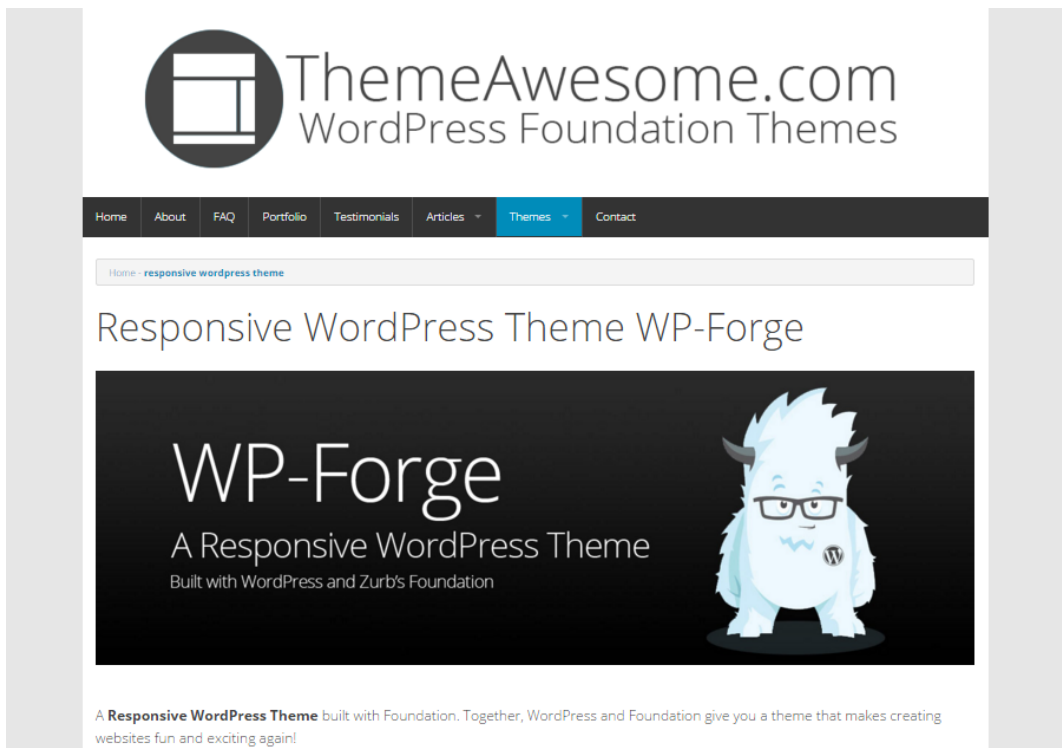 ThemeAwesome.com
WordPress Foundation Themes
Home About FAQ Portfolio Testimonials Articles Themes Contact
Home - responsive wordpress theme
Responsive WordPress Theme WP-Forge
WP-Forge
A Responsive WordPress Theme
Built with WordPress and Zurb's Foundation
A Responsive WordPress Theme built with Foundation. Together, WordPress and Foundation give you a theme that makes creating
websites fun and exciting again!